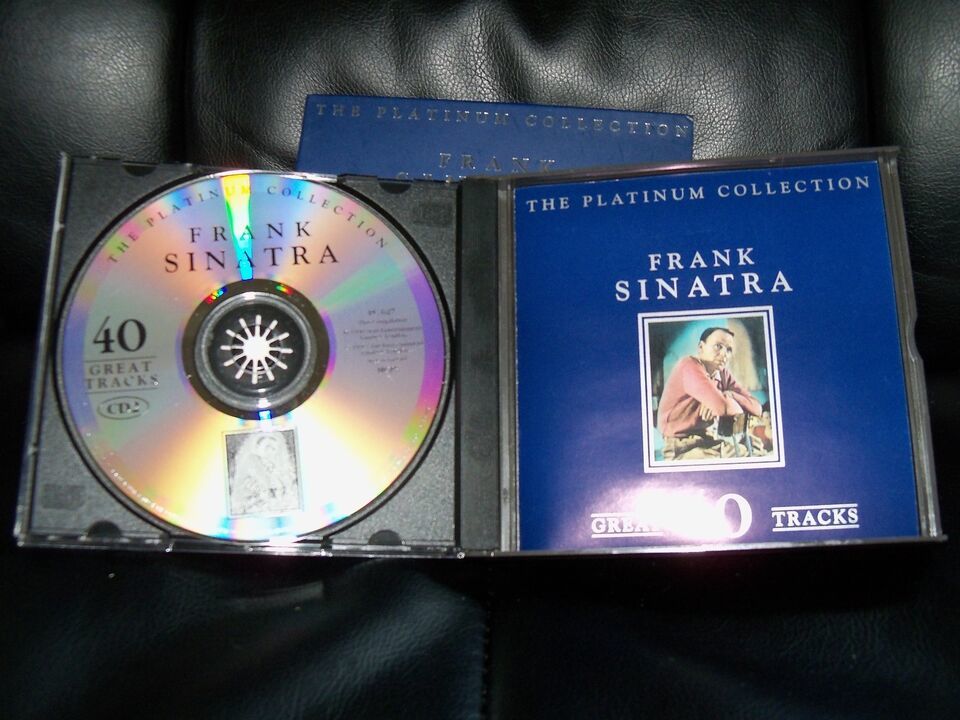 THE PLATINUM COLLECTION
FRANK
THE PLATINUM COLLECTION
FRANK
SINATRA
40
GREAT
TRACKS
CD2
THE PLATINUM COLLECTION
FRANK
SINATRA
TRACKS